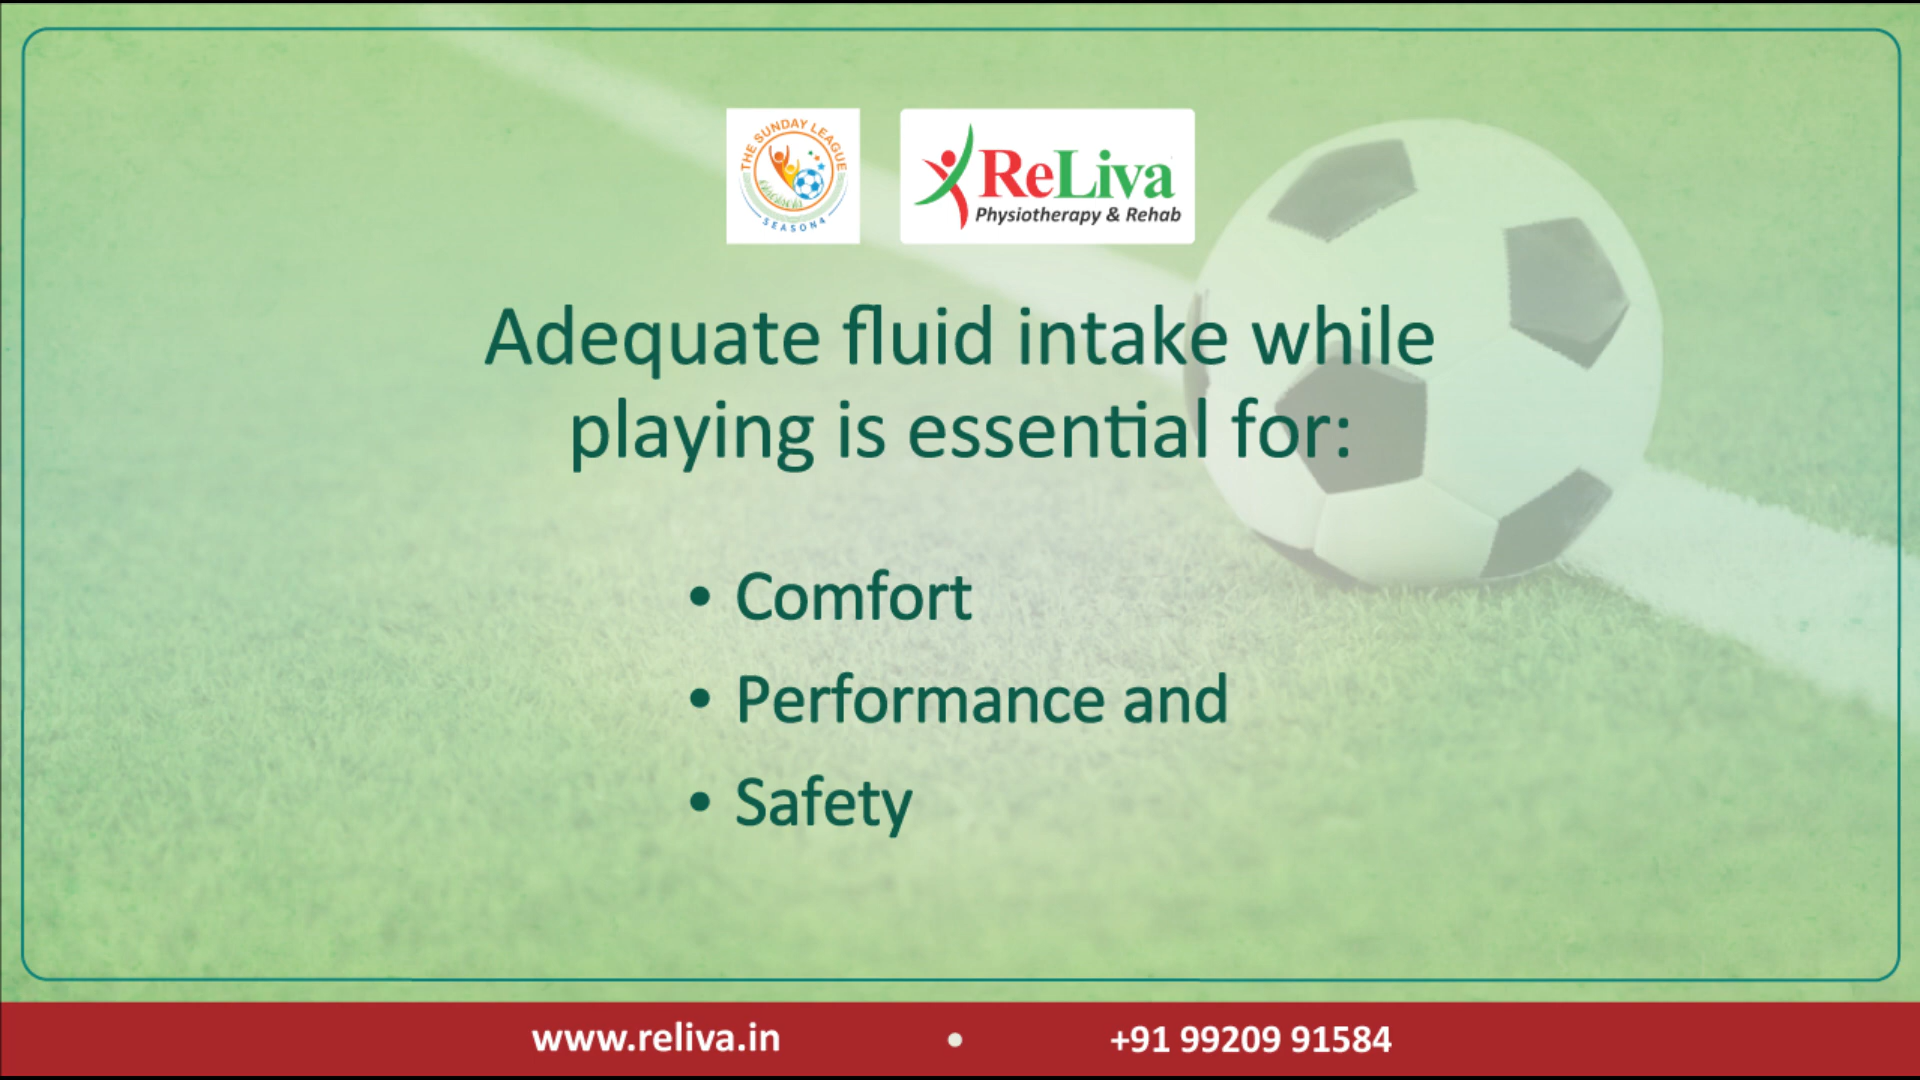 THE SUNDAY LEAGUE
SEASON 4
ReLiva
Physiotherapy & Rehab
Adequate fluid intake while
playing is essential for:
• Comfort
• Performance and
• Safety
www.reliva.in • +91 99209 91584